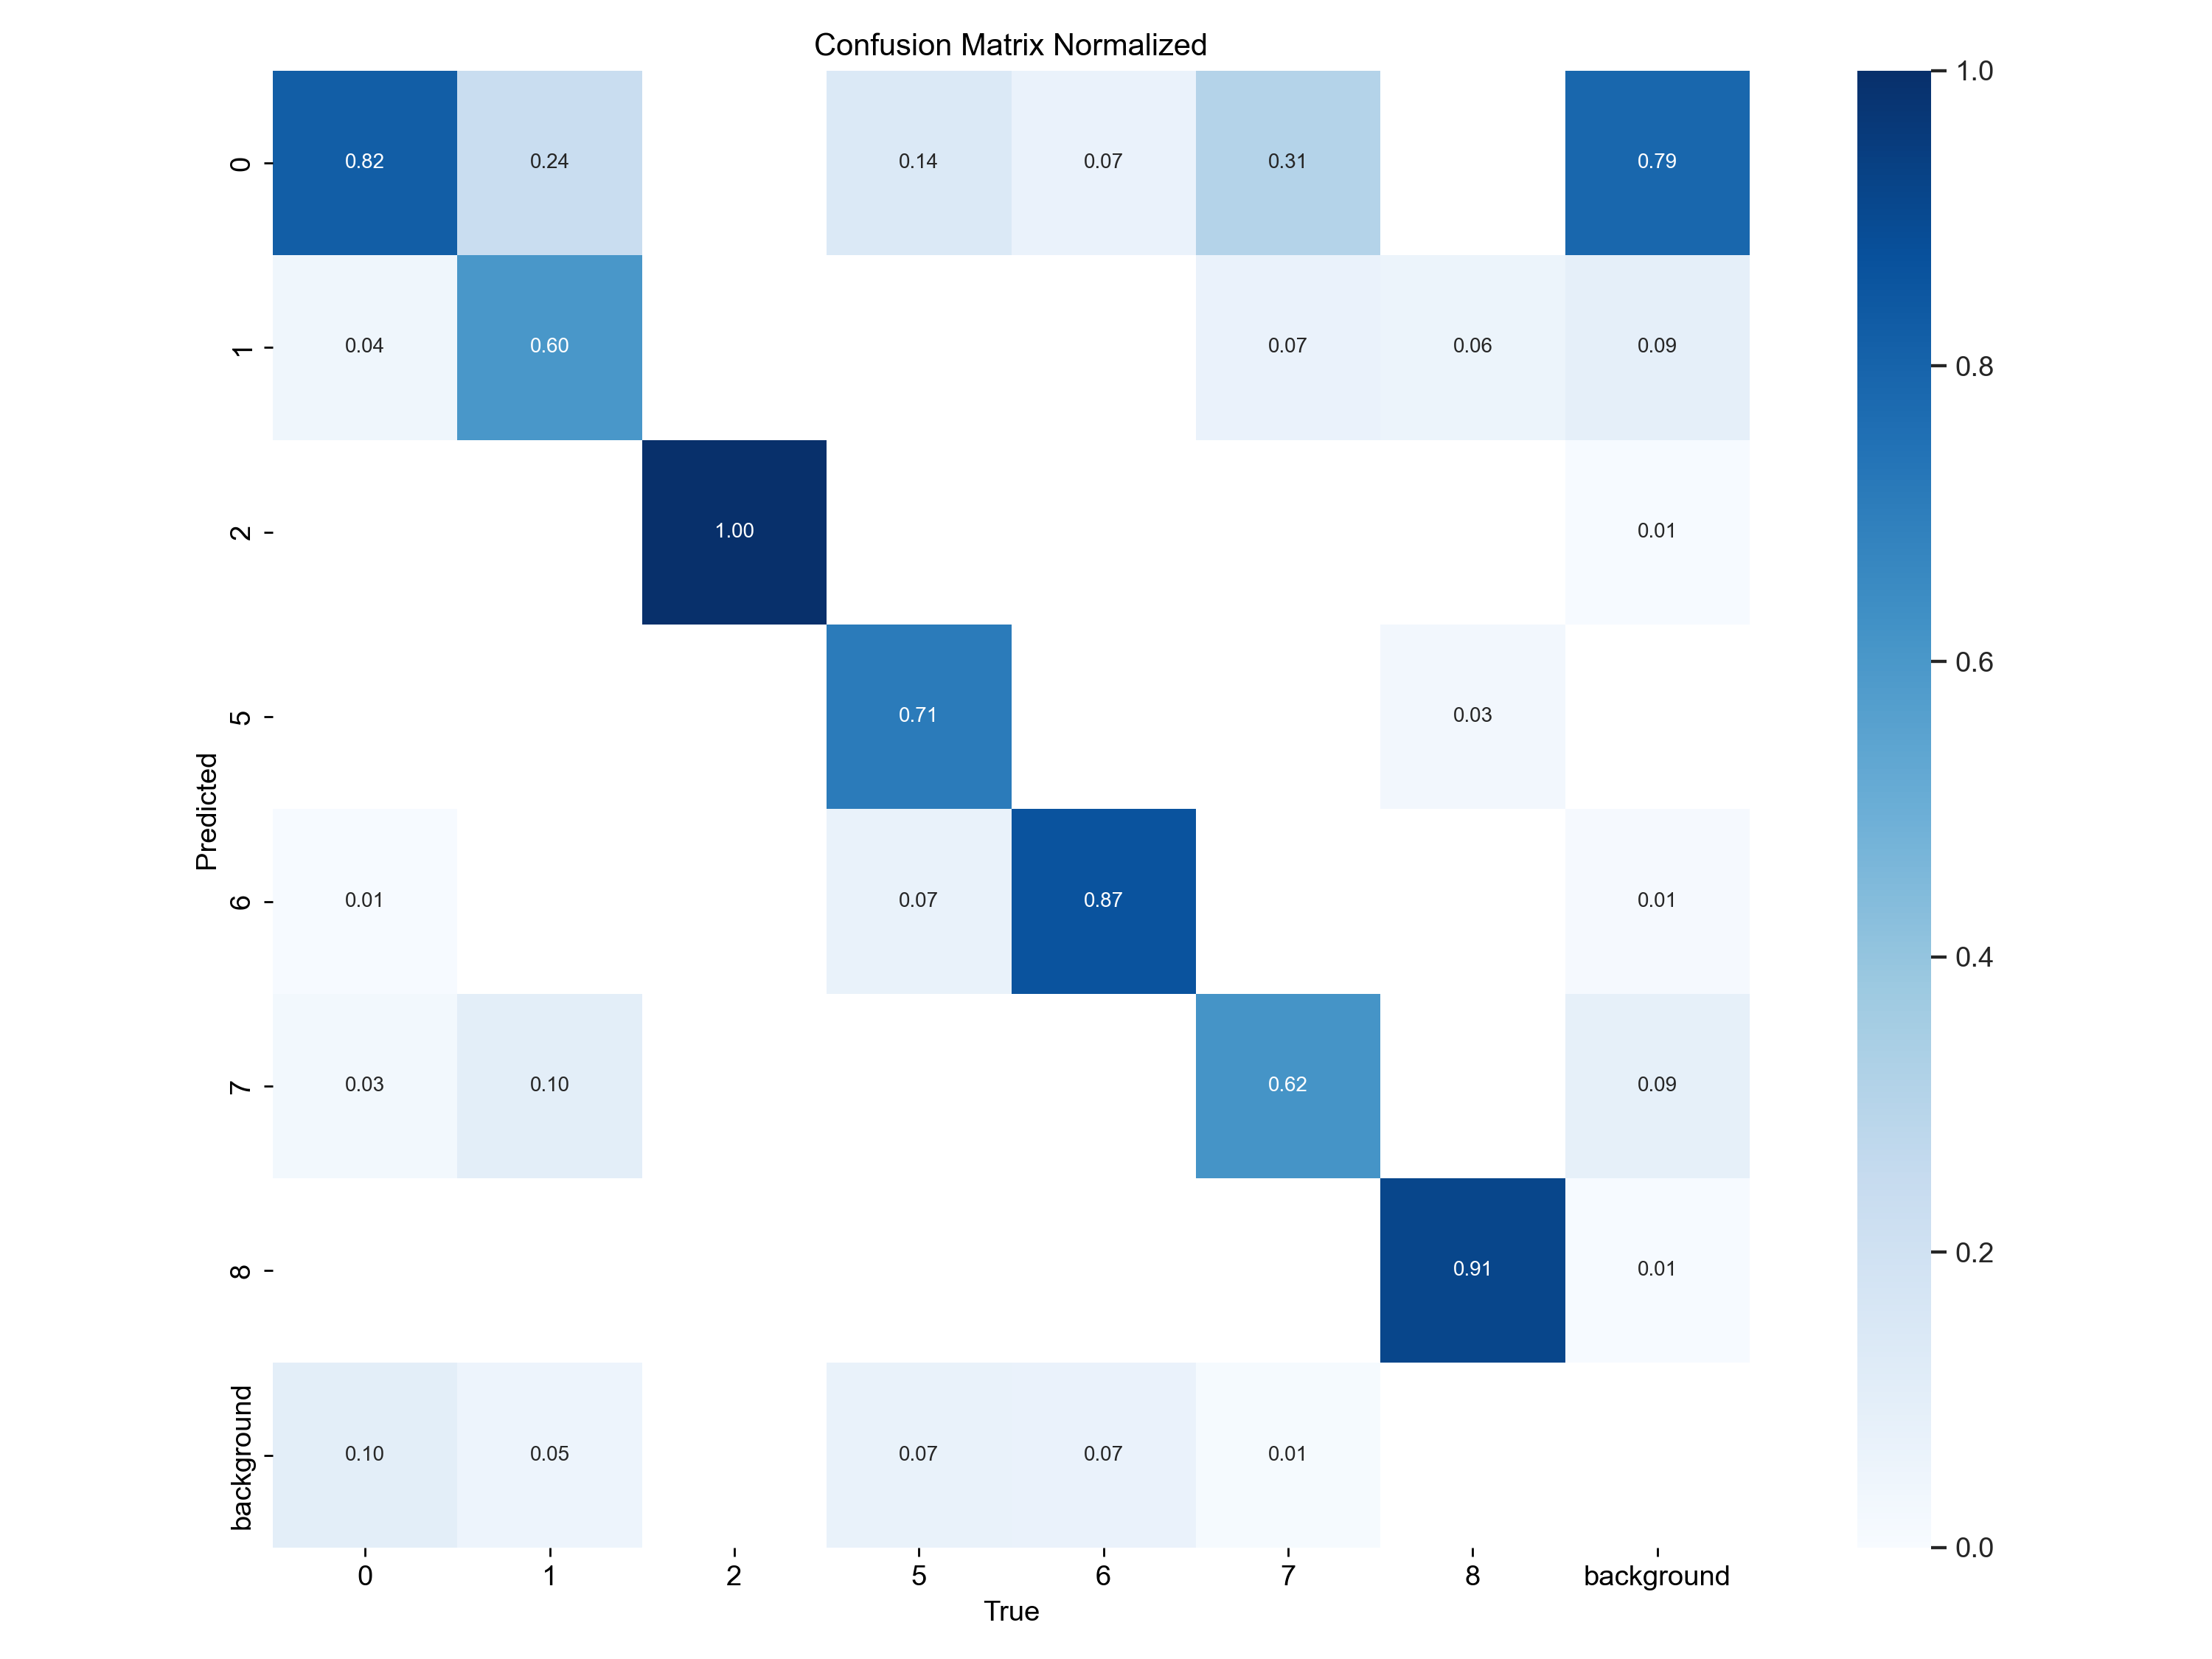 Confusion Matrix Normalized
0 0.82 0.24 0.14 0.07 0.31 0.79
1 0.04 0.60 0.07 0.06 0.09
2 1.00 0.01
5 0.71 0.03
6 0.01 0.07 0.87 0.01
7 0.03 0.10 0.62 0.09
8 0.91 0.01
background 0.10 0.05 0.07 0.07 0.01
Predicted
0 1 2 5 6 7 8 background
True
1.0
0.8
0.6
0.4
0.2
0.0